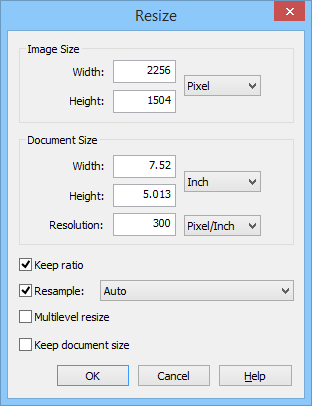 Resize
Image Size
Width: 2256 Pixel
Height: 1504
Document Size
Width: 7.52 Inch
Height: 5.013
Resolution: 300 Pixel/Inch
Keep ratio
Resample: Auto
Multilevel resize
Keep document size
OK Cancel Help